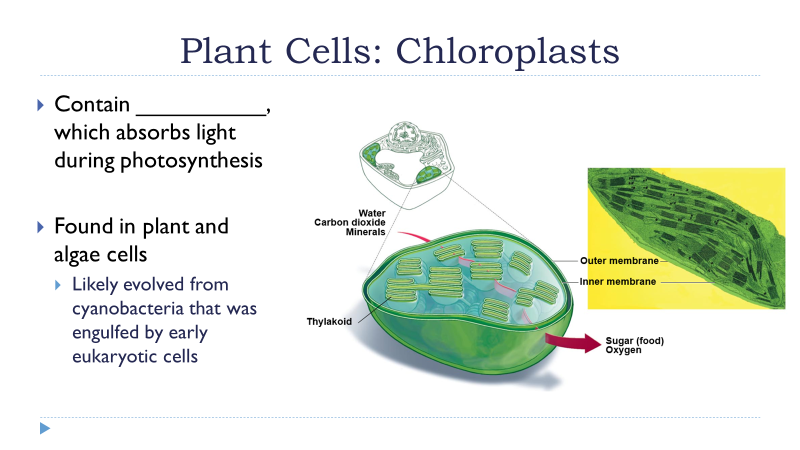 Plant Cells: Chloroplasts
Contain ___________,
which absorbs light
during photosynthesis
Found in plant and
algae cells
Likely evolved from
cyanobacteria that was
engulfed by early
eukaryotic cells
Water
Carbon dioxide
Minerals
Outer membrane
Inner membrane
Thylakoid
Sugar (food)
Oxygen